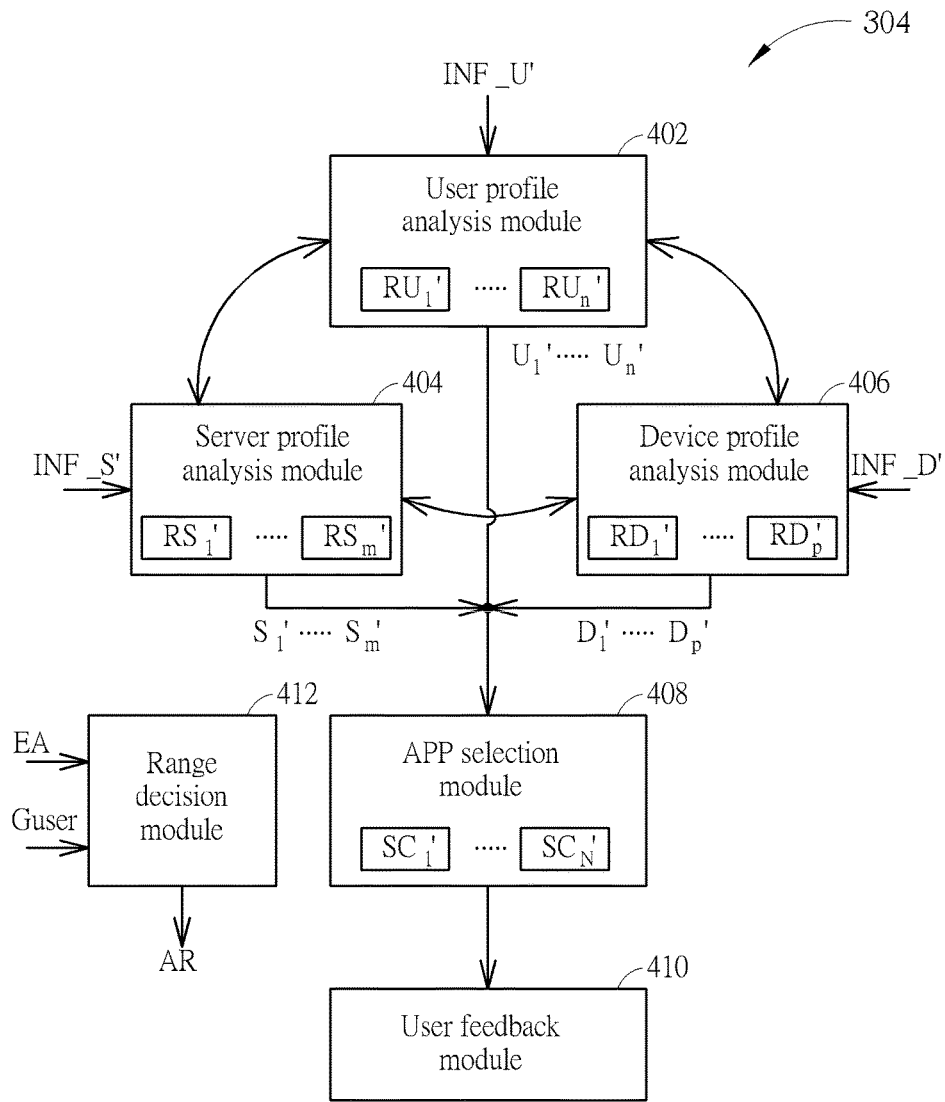 304
INF_U'
402
User profile
analysis module
RU1' ..... RUn'
U1' ..... Un'
404
Server profile
analysis module
INF_S'
RS1' ..... RSm'
406
Device profile
analysis module
INF_D'
RD1' ..... RDp'
S1' ..... Sm'
D1' ..... Dp'
412
EA
Range
decision
module
Guser
AR
408
APP selection
module
SC1' ..... SCN'
410
User feedback
module